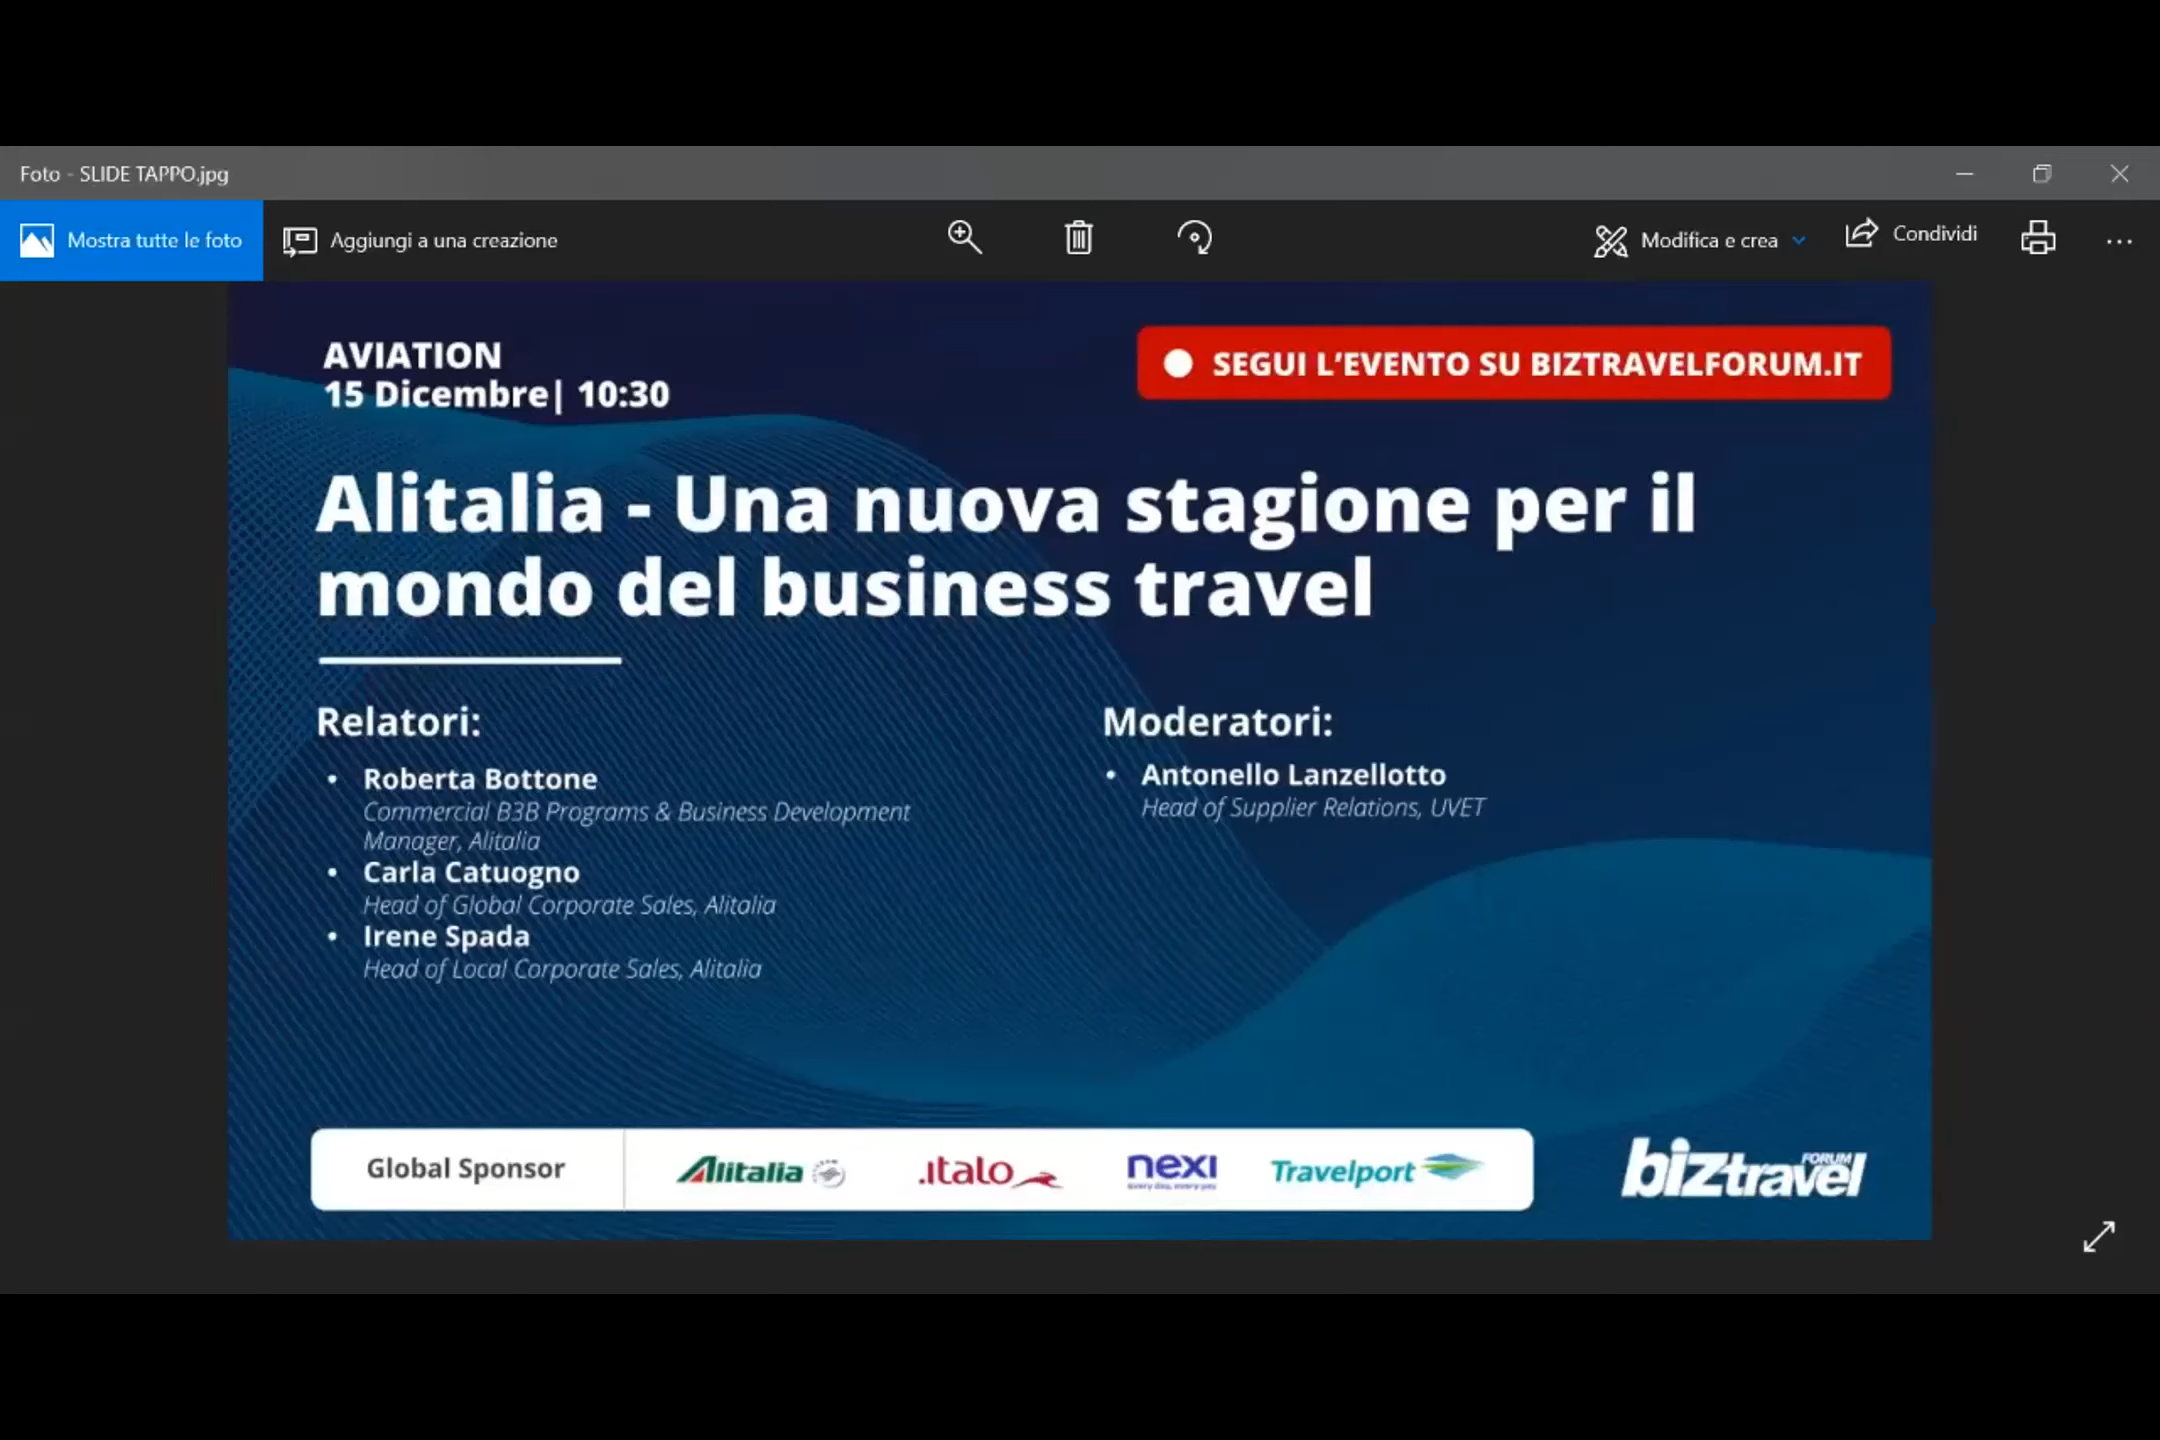 Foto - SLIDE TAPPO.jpg
Mostra tutte le foto
Aggiungi a una creazione
Modifica e crea
Condividi
AVIATION
15 Dicembre| 10:30
SEGUI L'EVENTO SU BIZTRAVELFORUM.IT
Alitalia - Una nuova stagione per il
mondo del business travel
Relatori:
• Roberta Bottone
Commercial B3B Programs & Business Development
Manager, Alitalia
• Carla Catuogno
Head of Global Corporate Sales, Alitalia
• Irene Spada
Head of Local Corporate Sales, Alitalia
Moderatori:
• Antonello Lanzellotto
Head of Supplier Relations, UVET
Global Sponsor
Alitalia
.italo
nexi
every day, every pay
Travelport
biztravel
FORUM